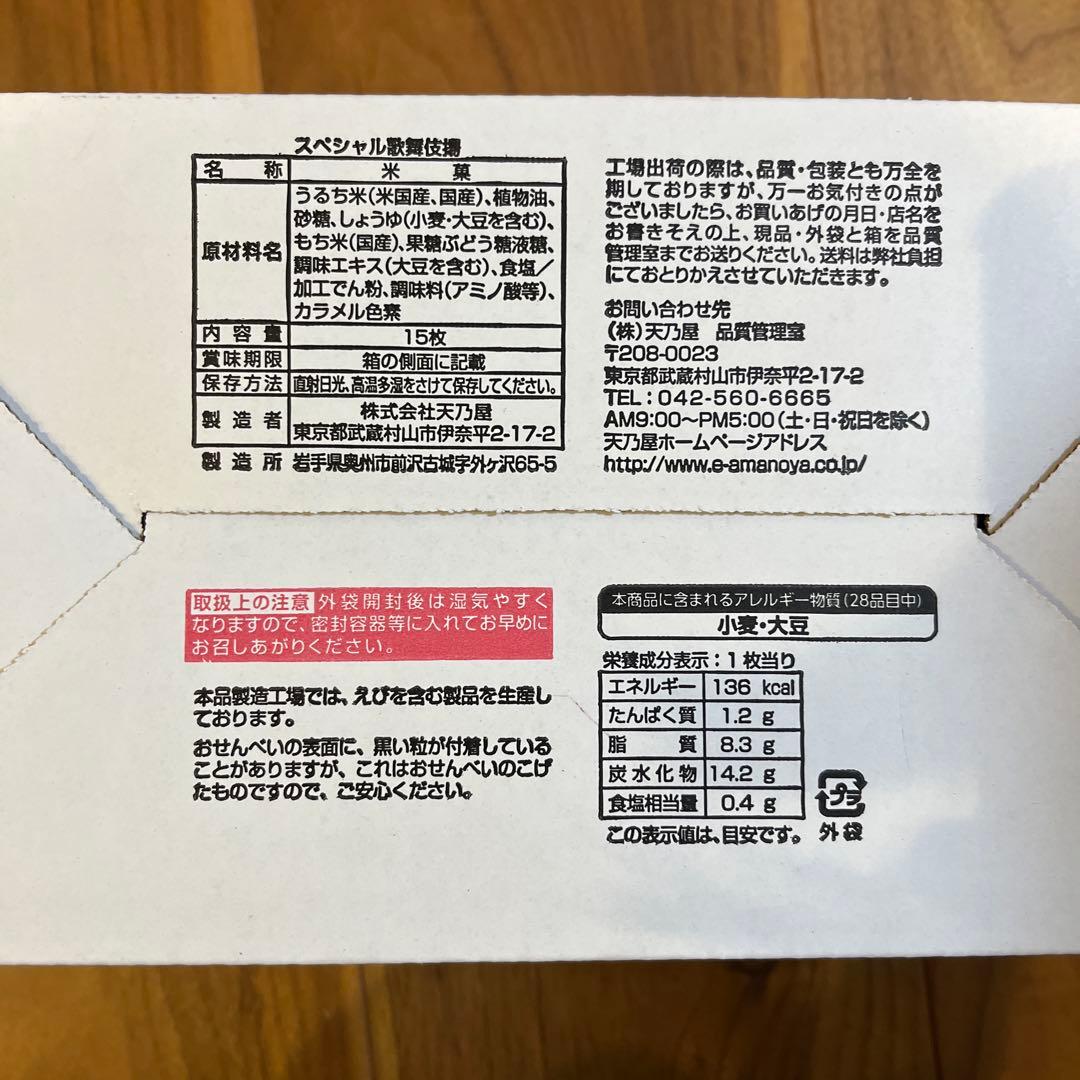 スペシャル歌舞伎揚
名称 米菓
原材料名 うるち米(米国産、国産)、植物油、
砂糖、しょうゆ(小麦・大豆を含む)、
もち米(国産)、果糖ぶどう糖液糖、
調味エキス(大豆を含む)、食塩/
加工でん粉、調味料(アミノ酸等)、
カラメル色素
内容量 15枚
賞味期限 箱の側面に記載
保存方法 直射日光、高温多湿をさけて保存してください。
製造者 株式会社天乃屋
東京都武蔵村山市伊奈平2-17-2
製造所 岩手県奥州市前沢古城字外ヶ沢65-5
工場出荷の際は、品質・包装とも万全を
期しておりますが、万一お気付きの点が
ございましたら、お買いあげの月日・店名を
お書きそえの上、現品・外袋と箱を品質
管理室までお送りください。送料は弊社負担
にておとりかえさせていただきます。
お問い合わせ先
(株)天乃屋 品質管理室
〒208-0023
東京都武蔵村山市伊奈平2-17-2
TEL:042-560-6665
AM9:00〜PM5:00(土・日・祝日を除く)
天乃屋ホームページアドレス
http://www.e-amanoya.co.jp/
取扱上の注意 外袋開封後は湿気やすく
なりますので、密封容器等に入れてお早めに
お召しあがりください。
本品製造工場では、えびを含む製品を生産し
ております。
おせんべいの表面に、黒い粒が付着している
ことがありますが、これはおせんべいのこげ
たものですので、ご安心ください。
本商品に含まれるアレルギー物質(28品目中)
小麦・大豆
栄養成分表示:1枚当り
エネルギー 136 kcal
たんぱく質 1.2 g
脂質 8.3 g
炭水化物 14.2 g
食塩相当量 0.4 g
この表示値は、目安です。
プラ
外袋